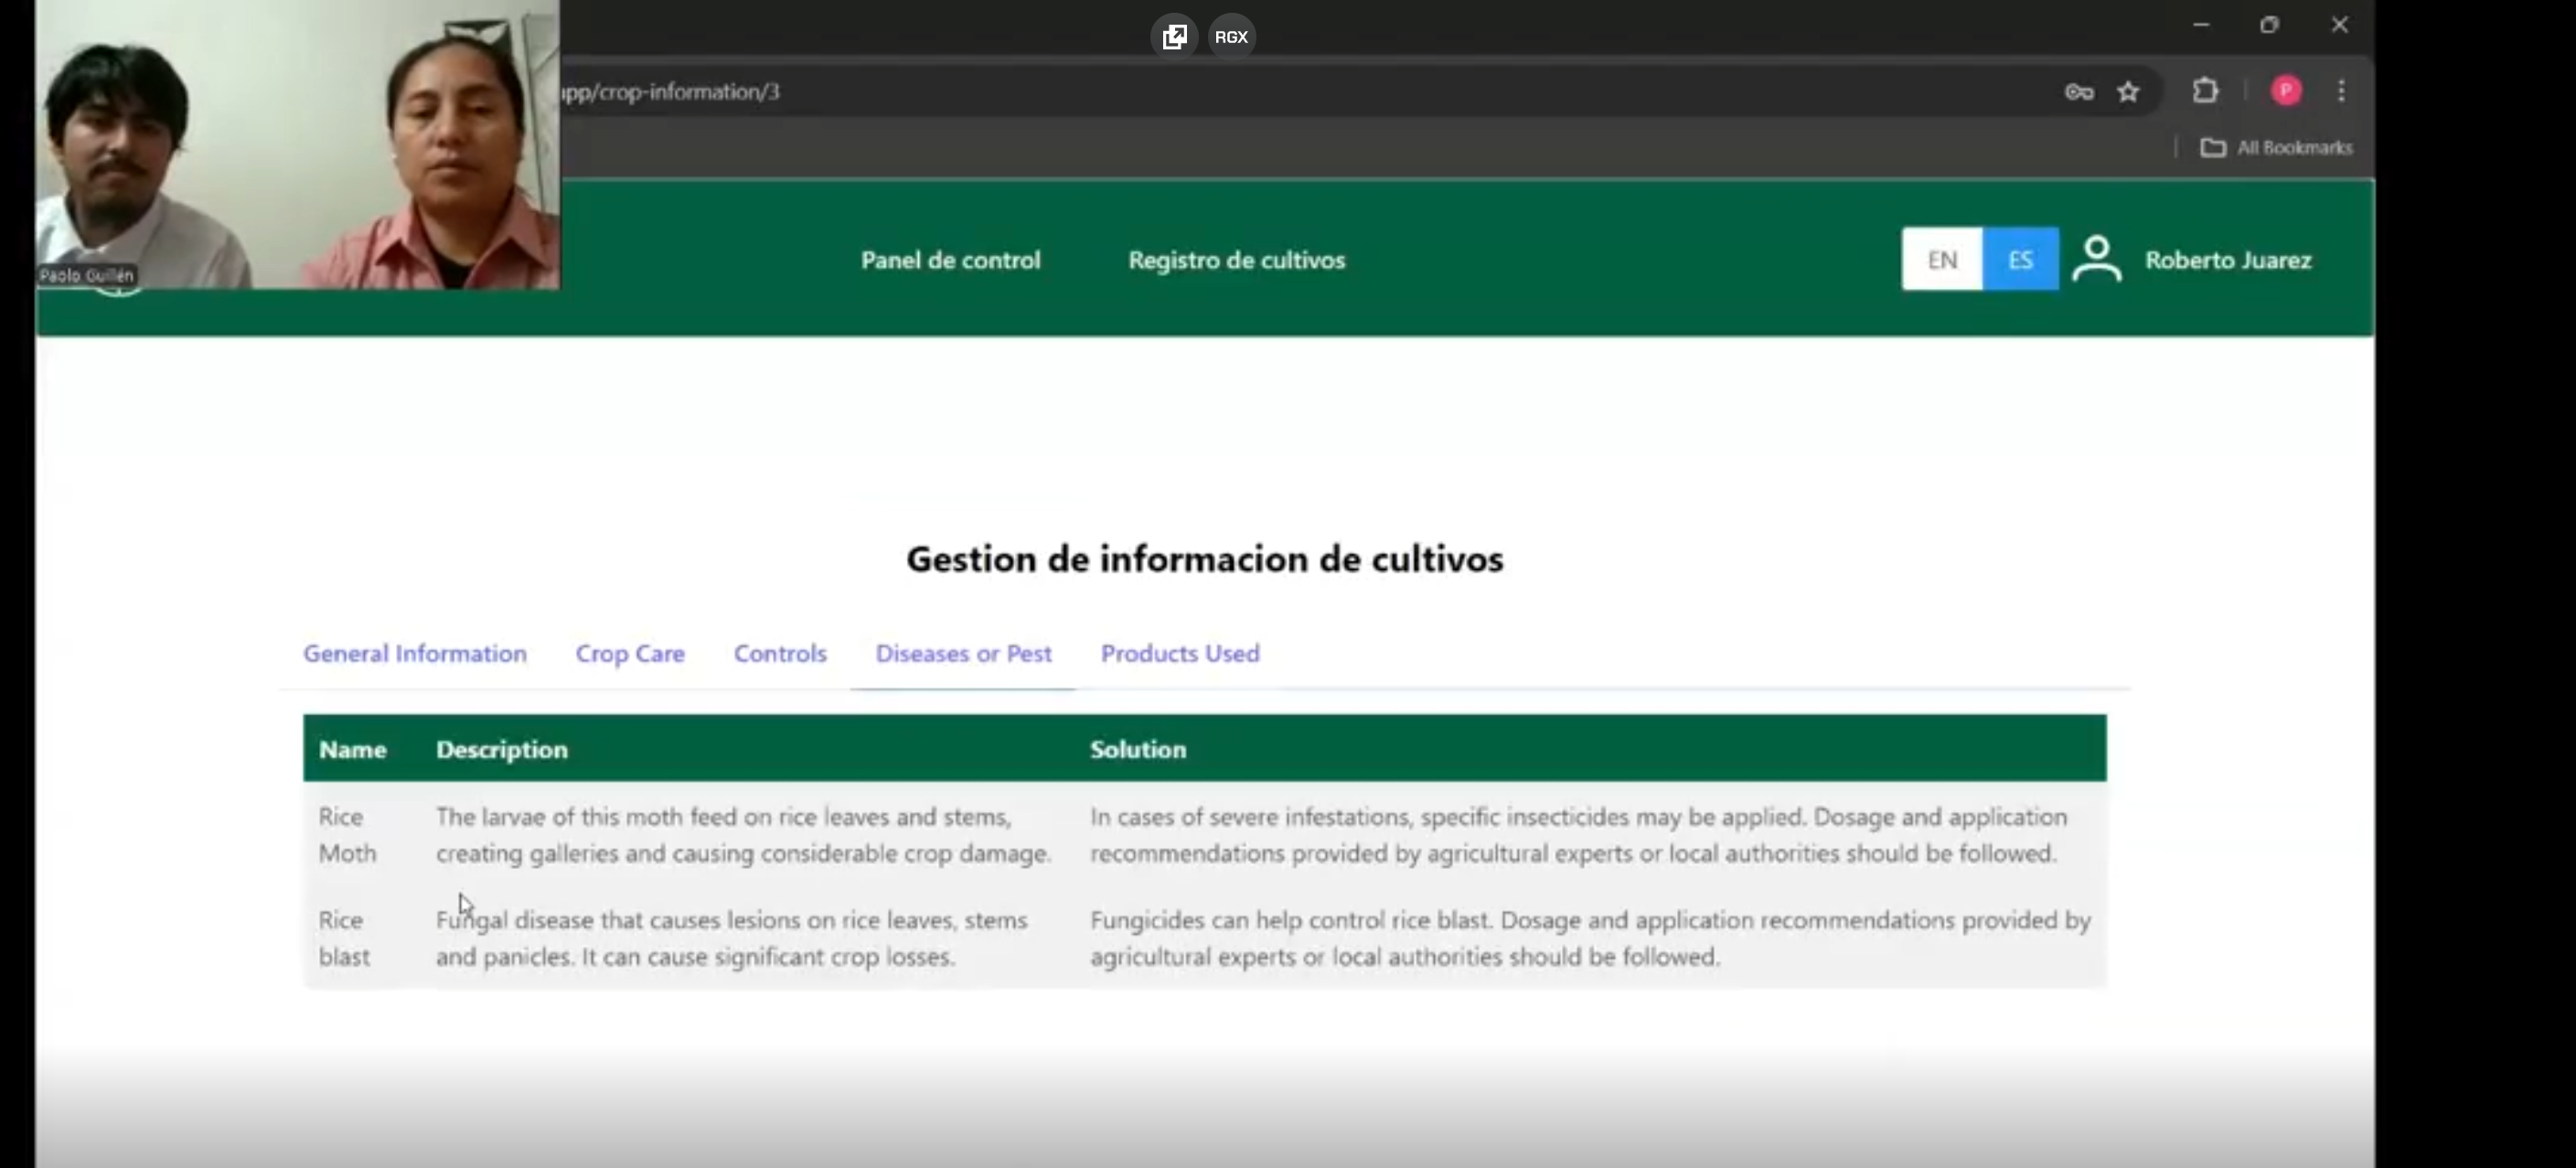 RGX
app/crop-information/3
P
All Bookmarks
Paolo Guillén
Panel de control
Registro de cultivos
EN
ES
Roberto Juarez
Gestion de informacion de cultivos
General Information
Crop Care
Controls
Diseases or Pest
Products Used
Name
Description
Solution
Rice
Moth
The larvae of this moth feed on rice leaves and stems,
creating galleries and causing considerable crop damage.
In cases of severe infestations, specific insecticides may be applied. Dosage and application
recommendations provided by agricultural experts or local authorities should be followed.
Rice
blast
Fungal disease that causes lesions on rice leaves, stems
and panicles. It can cause significant crop losses.
Fungicides can help control rice blast. Dosage and application recommendations provided by
agricultural experts or local authorities should be followed.